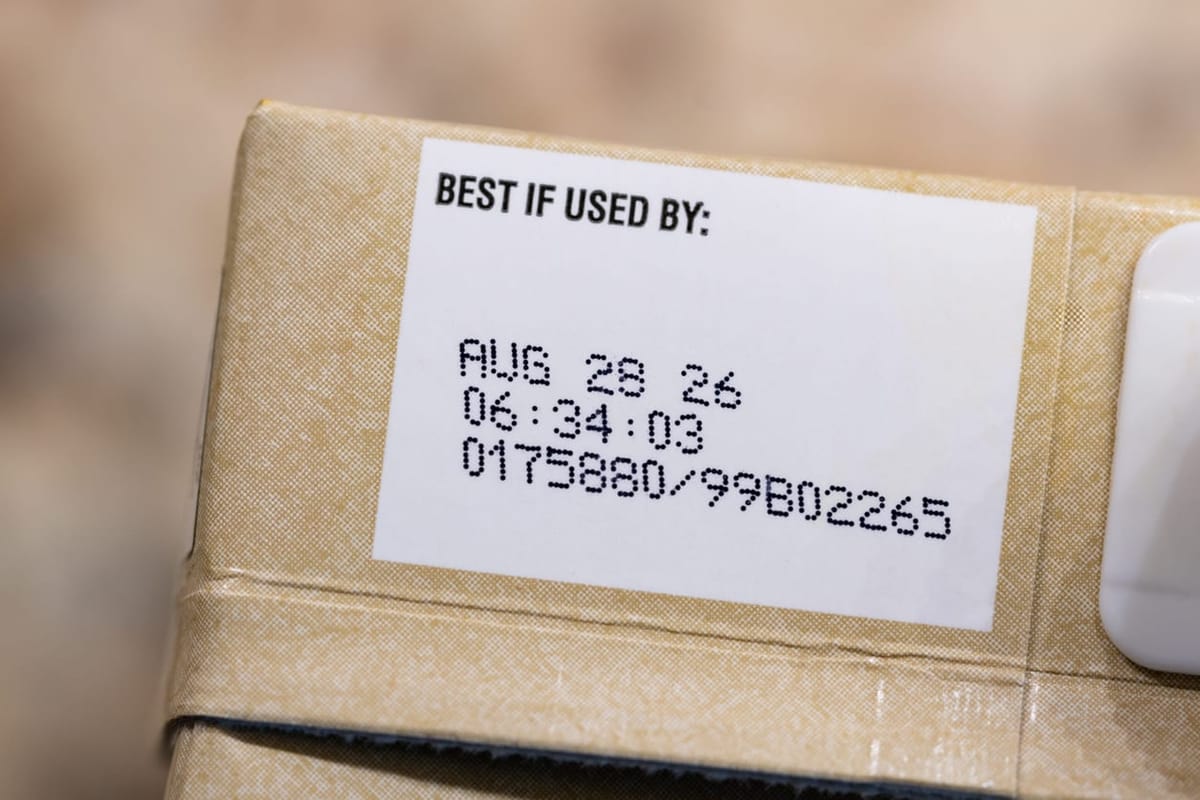 BEST IF USED BY:
AUG 28 26
06:34:03
0175880/99B02265